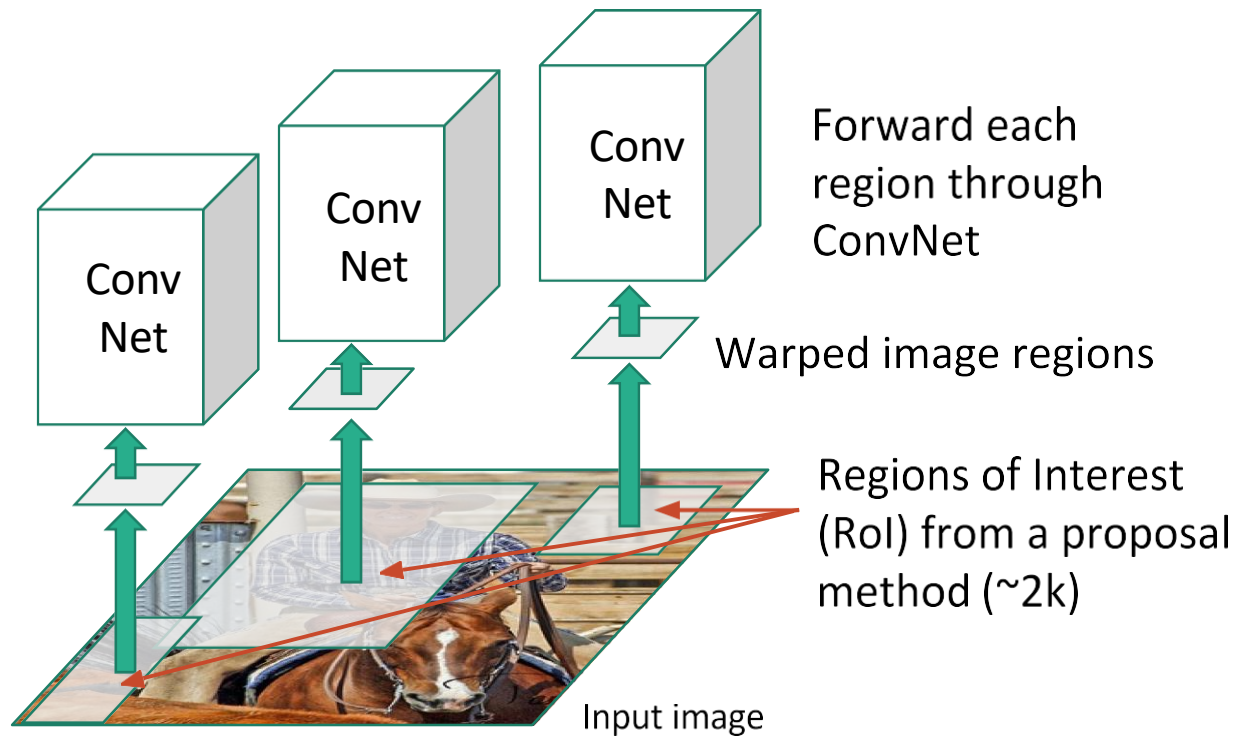 Conv
Net
Conv
Net
Conv
Net
Forward each
region through
ConvNet
Warped image regions
Regions of Interest
(RoI) from a proposal
method (~2k)
Input image